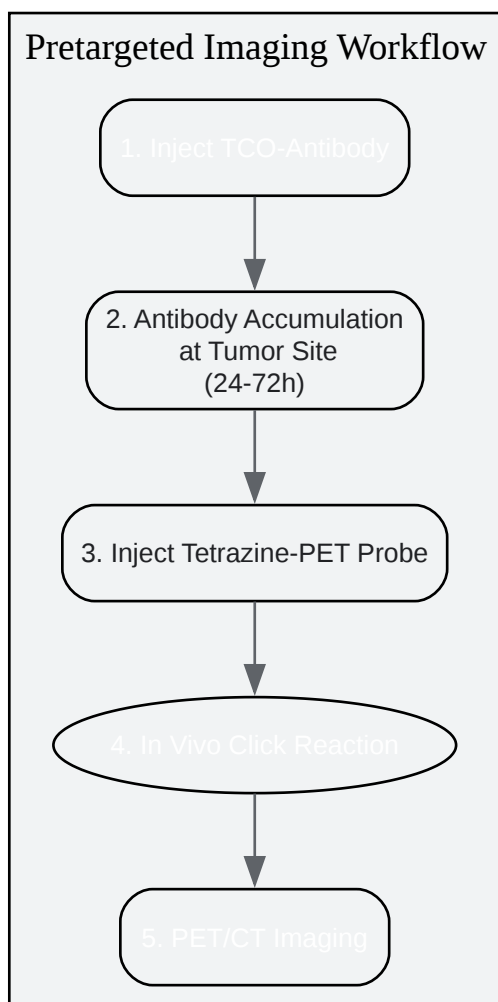 Pretargeted Imaging Workflow
1. Inject TCO-Antibody
2. Antibody Accumulation
at Tumor Site
(24-72h)
3. Inject Tetrazine-PET Probe
4. In Vivo Click Reaction
5. PET/CT Imaging